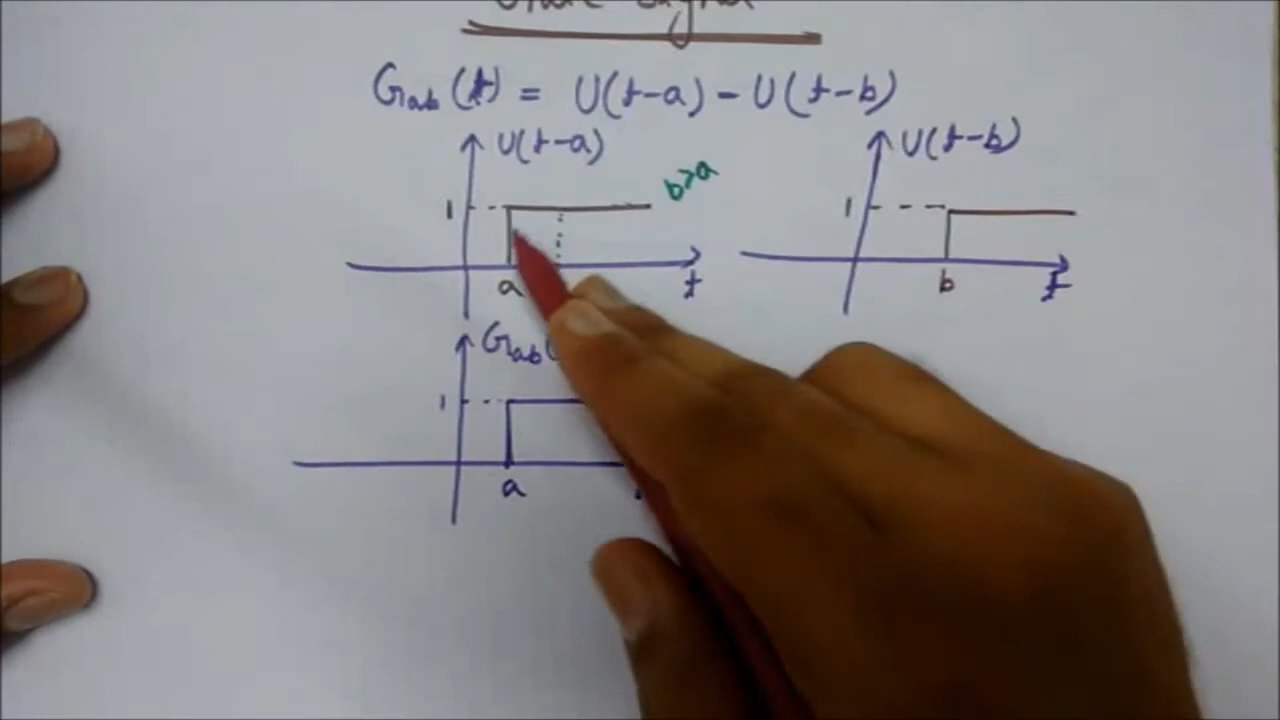 Gab(t) = U(t-a) - U(t-b)
U(t-a)
U(t-b)
b>a
1
1
a
t
b
t
Gab(
1
a